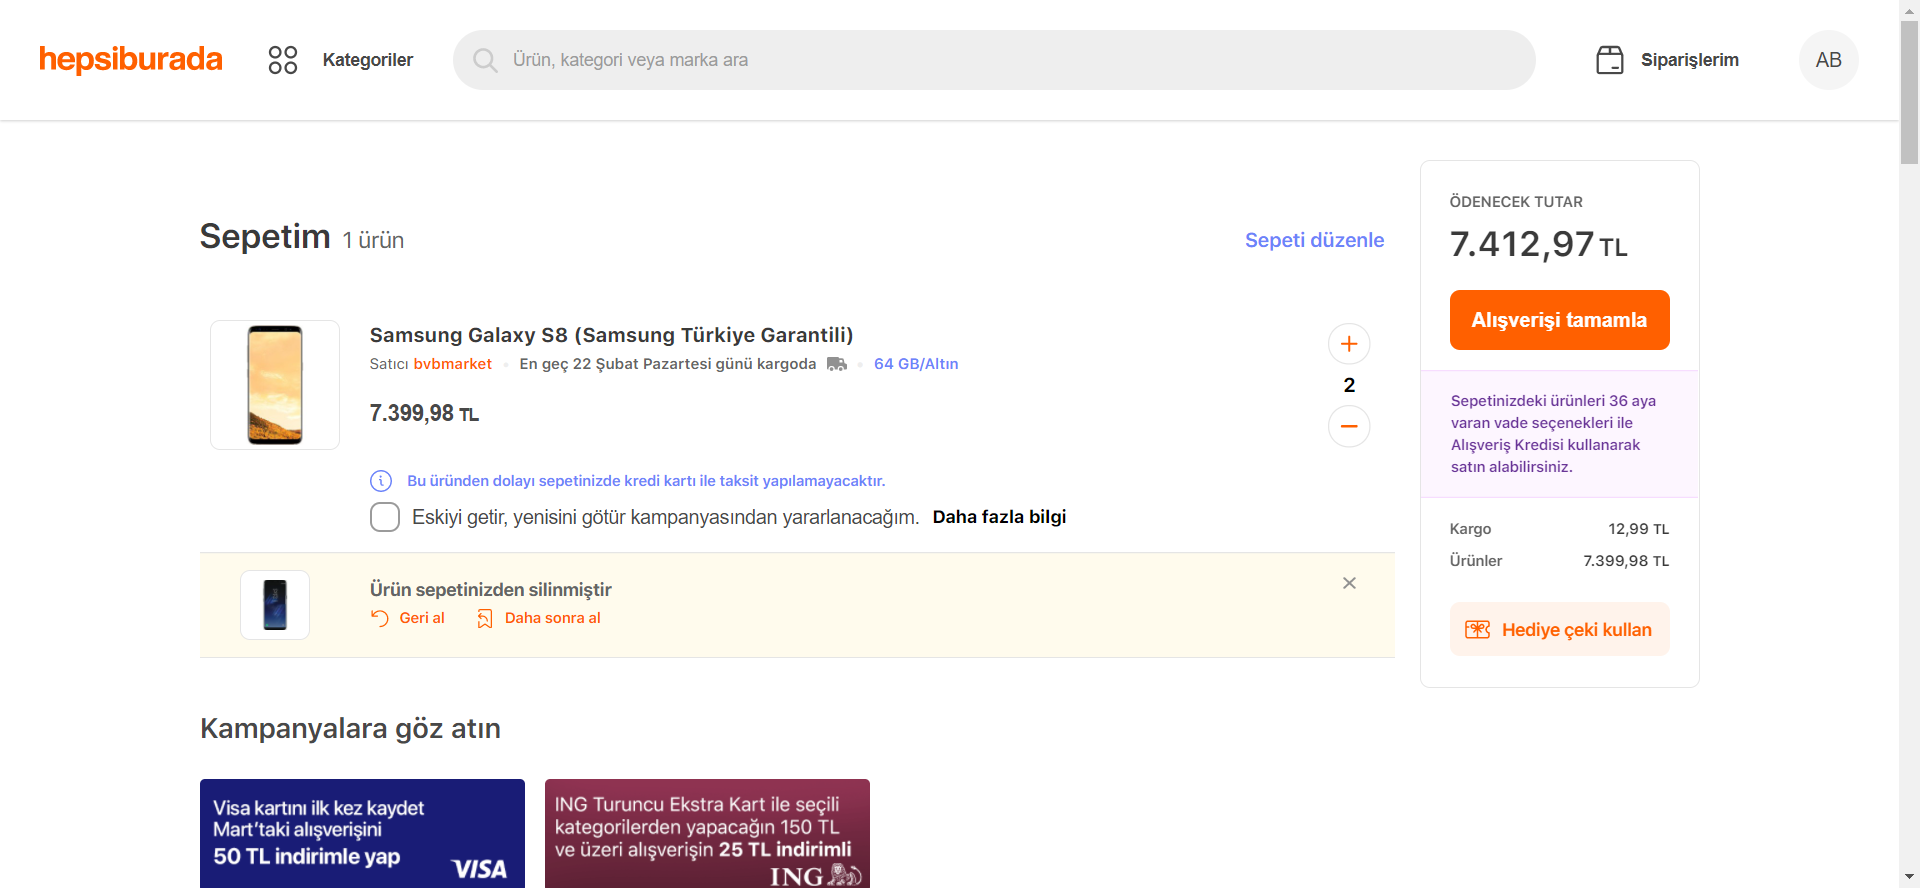 hepsiburada
Kategoriler
Ürün, kategori veya marka ara
Siparişlerim
AB
Sepetim 1 ürün
Sepeti düzenle
Samsung Galaxy S8 (Samsung Türkiye Garantili)
Satıcı bvbmarket • En geç 22 Şubat Pazartesi günü kargoda • 64 GB/Altın
7.399,98 TL
2
Bu üründen dolayı sepetinizde kredi kartı ile taksit yapılamayacaktır.
Eskiyi getir, yenisini götür kampanyasından yararlanacağım. Daha fazla bilgi
Ürün sepetinizden silinmiştir
Geri al
Daha sonra al
ÖDENECEK TUTAR
7.412,97 TL
Alışverişi tamamla
Sepetinizdeki ürünleri 36 aya
varan vade seçenekleri ile
Alışveriş Kredisi kullanarak
satın alabilirsiniz.
Kargo 12,99 TL
Ürünler 7.399,98 TL
Hediye çeki kullan
Kampanyalara göz atın
Visa kartını ilk kez kaydet
Mart'taki alışverişini
50 TL indirimle yap
VISA
ING Turuncu Ekstra Kart ile seçili
kategorilerden yapacağın 150 TL
ve üzeri alışverişin 25 TL indirimli
ING